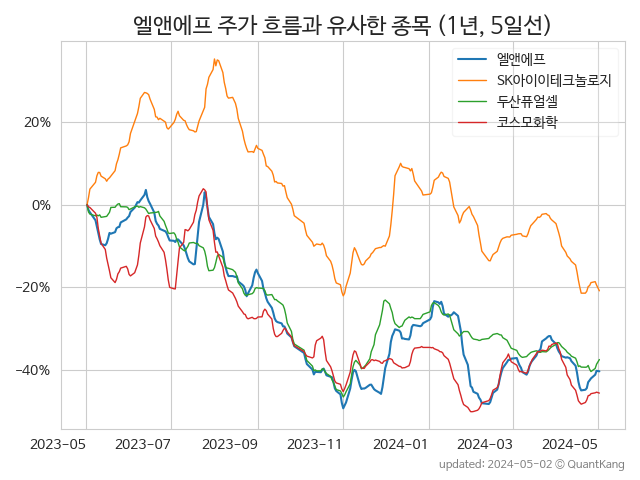 엘앤에프 주가 흐름과 유사한 종목 (1년, 5일선)
엘앤에프
SK아이이테크놀로지
두산퓨얼셀
코스모화학
20%
0%
−20%
−40%
2023-05
2023-07
2023-09
2023-11
2024-01
2024-03
2024-05
updated: 2024-05-02 ⓒ QuantKang